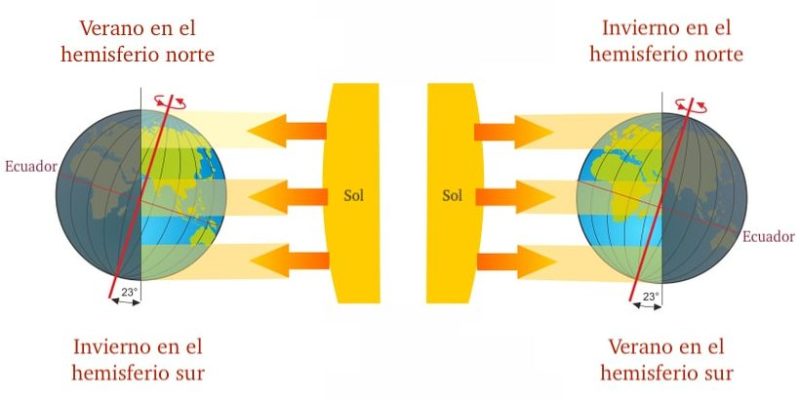 Verano en el
hemisferio norte
Ecuador
Sol
23°
Invierno en el
hemisferio sur
Invierno en el
hemisferio norte
Sol
Ecuador
23°
Verano en el
hemisferio sur